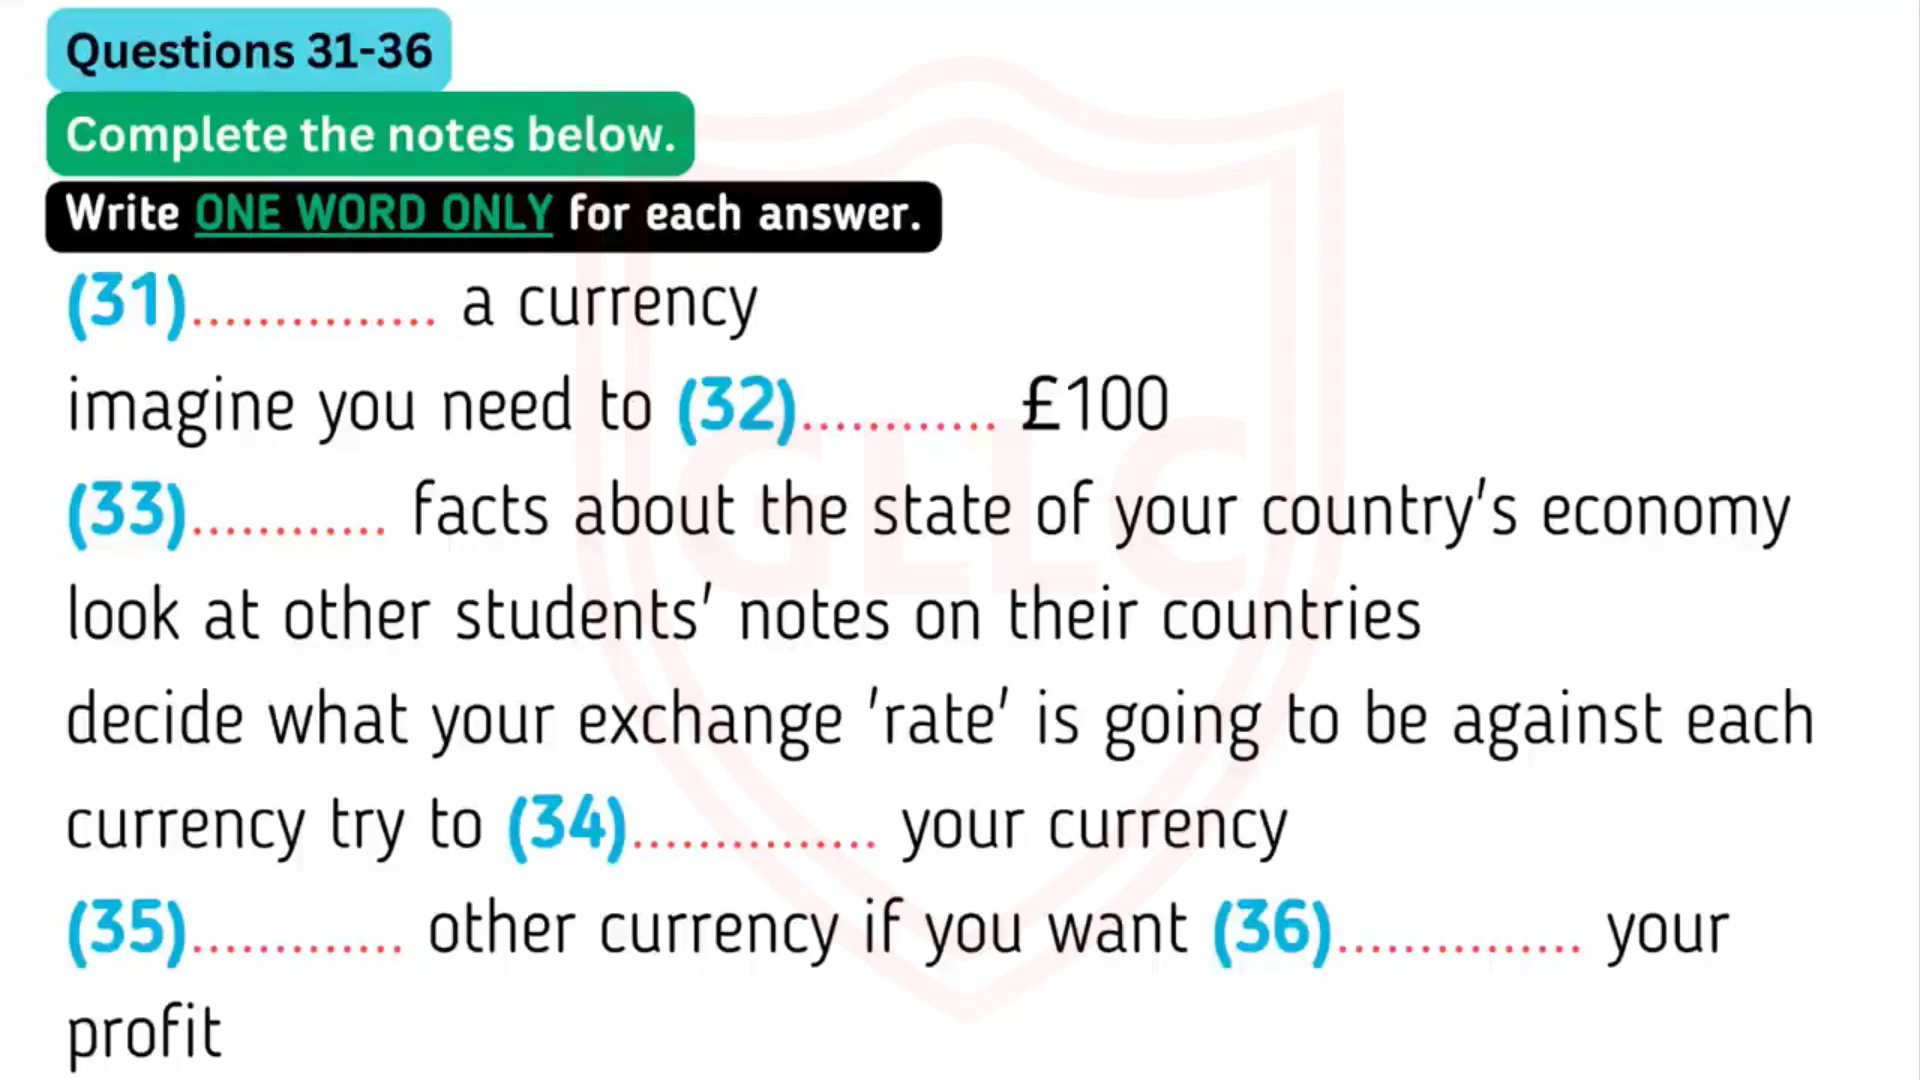 Questions 31-36
Complete the notes below.
Write ONE WORD ONLY for each answer.
(31)............... a currency
imagine you need to (32)............ £100
(33)............ facts about the state of your country's economy
look at other students' notes on their countries
decide what your exchange 'rate' is going to be against each
currency try to (34)............... your currency
(35)............. other currency if you want (36)............... your
profit
GLLC